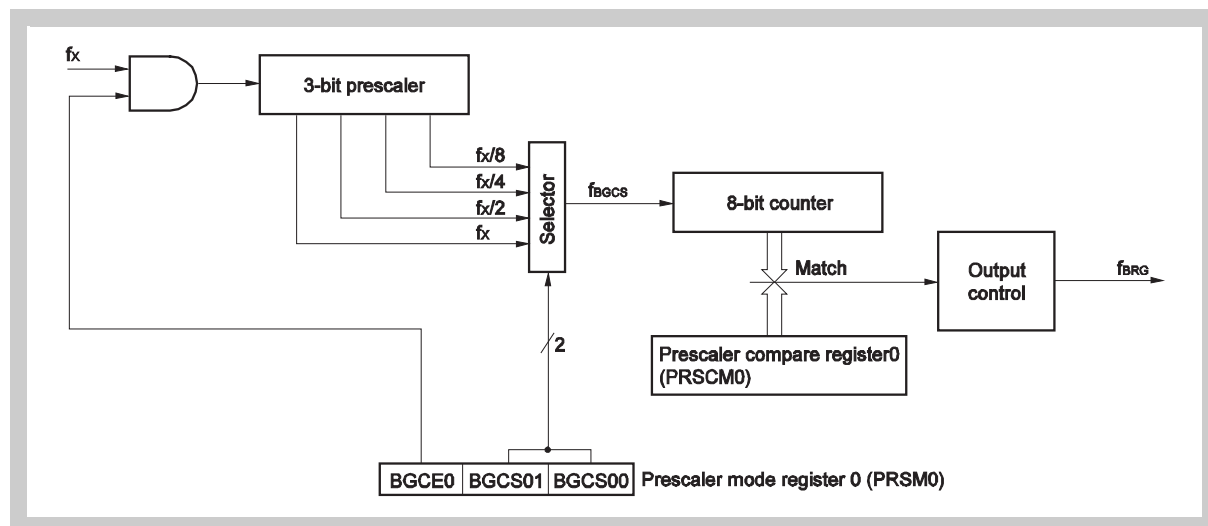 fx
3-bit prescaler
fx/8
fx/4
fx/2
fx
Selector
fBGCS
8-bit counter
Match
Output
control
fBRG
2
Prescaler compare register0
(PRSCM0)
BGCE0 BGCS01 BGCS00 Prescaler mode register 0 (PRSM0)